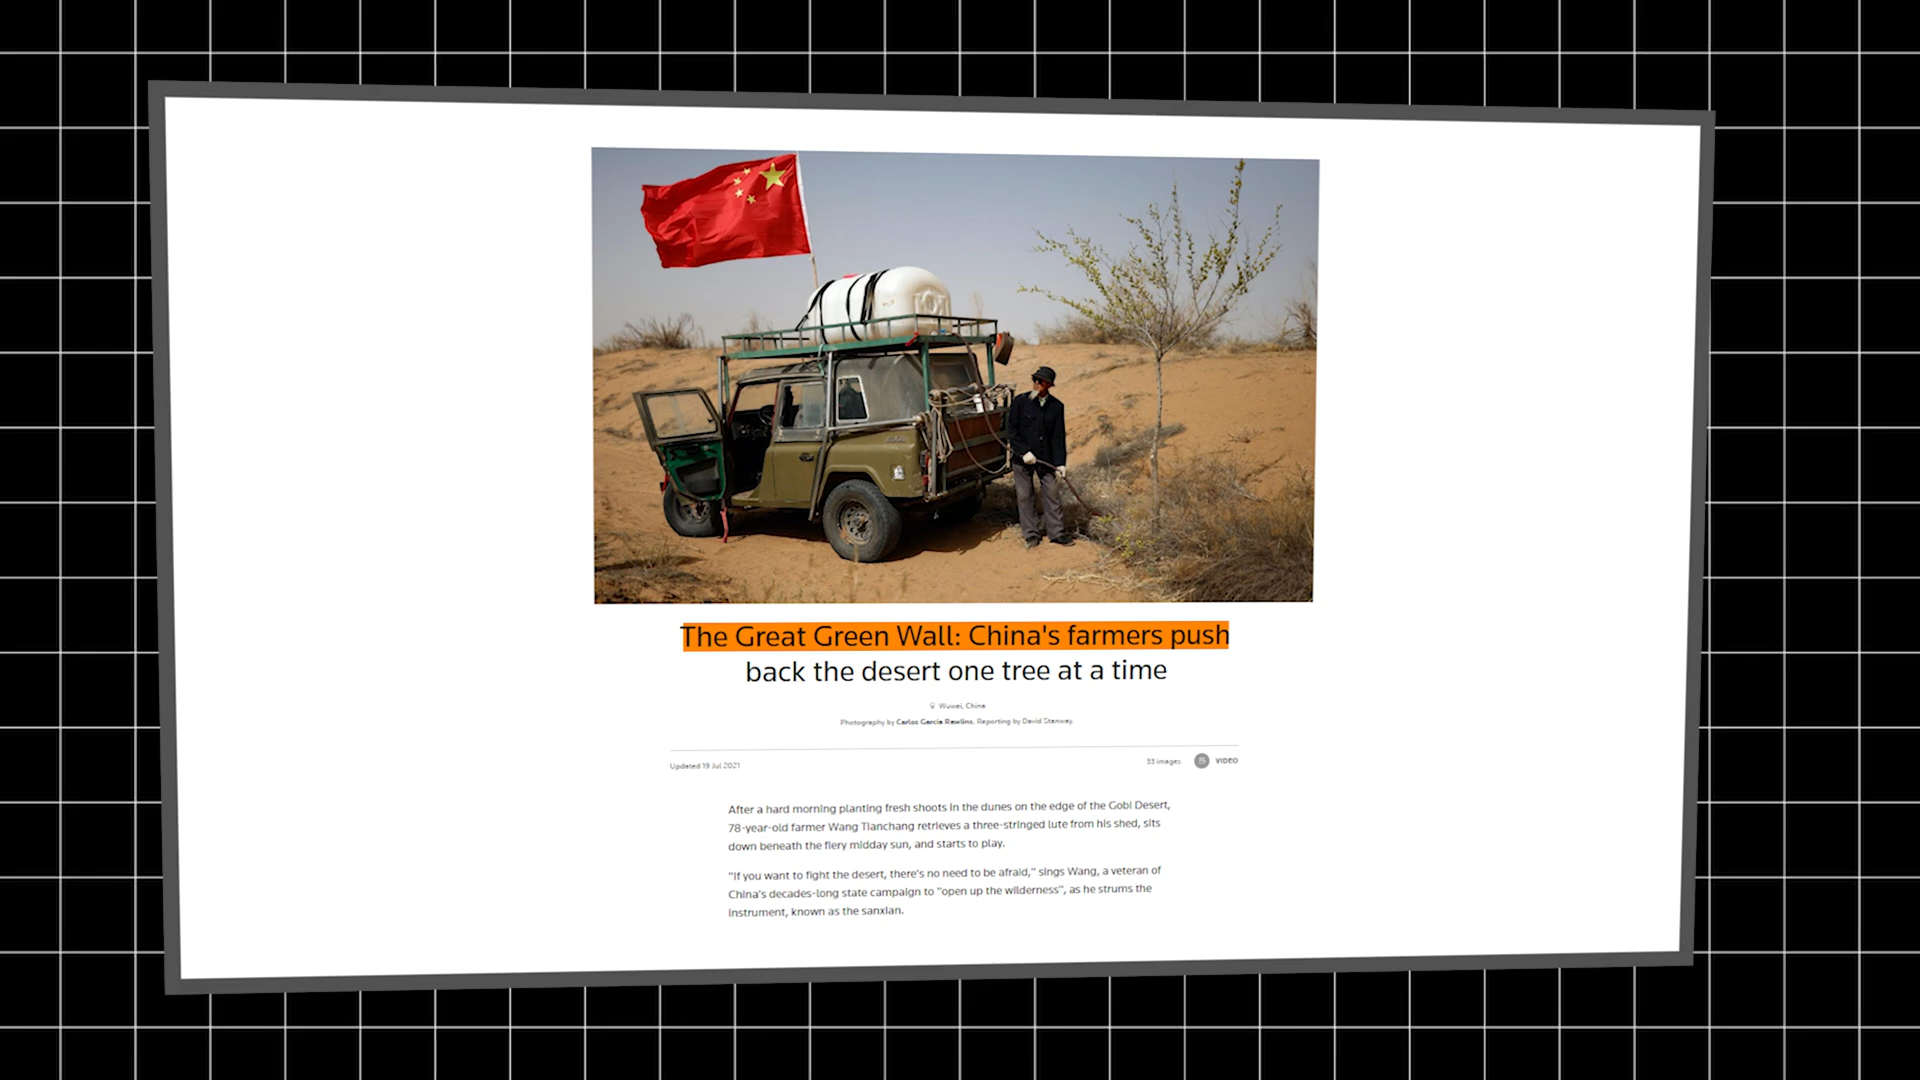 The Great Green Wall: China's farmers push
back the desert one tree at a time
Wuwei, China
Photography by Carlos Garcia Rawlins. Reporting by David Stanway.
Updated 19 Jul 2021
33 images
VIDEO
After a hard morning planting fresh shoots in the dunes on the edge of the Gobi Desert,
78-year-old farmer Wang Tianchang retrieves a three-stringed lute from his shed, sits
down beneath the fiery midday sun, and starts to play.
"If you want to fight the desert, there's no need to be afraid," sings Wang, a veteran of
China's decades-long state campaign to "open up the wilderness", as he strums the
instrument, known as the sanxian.